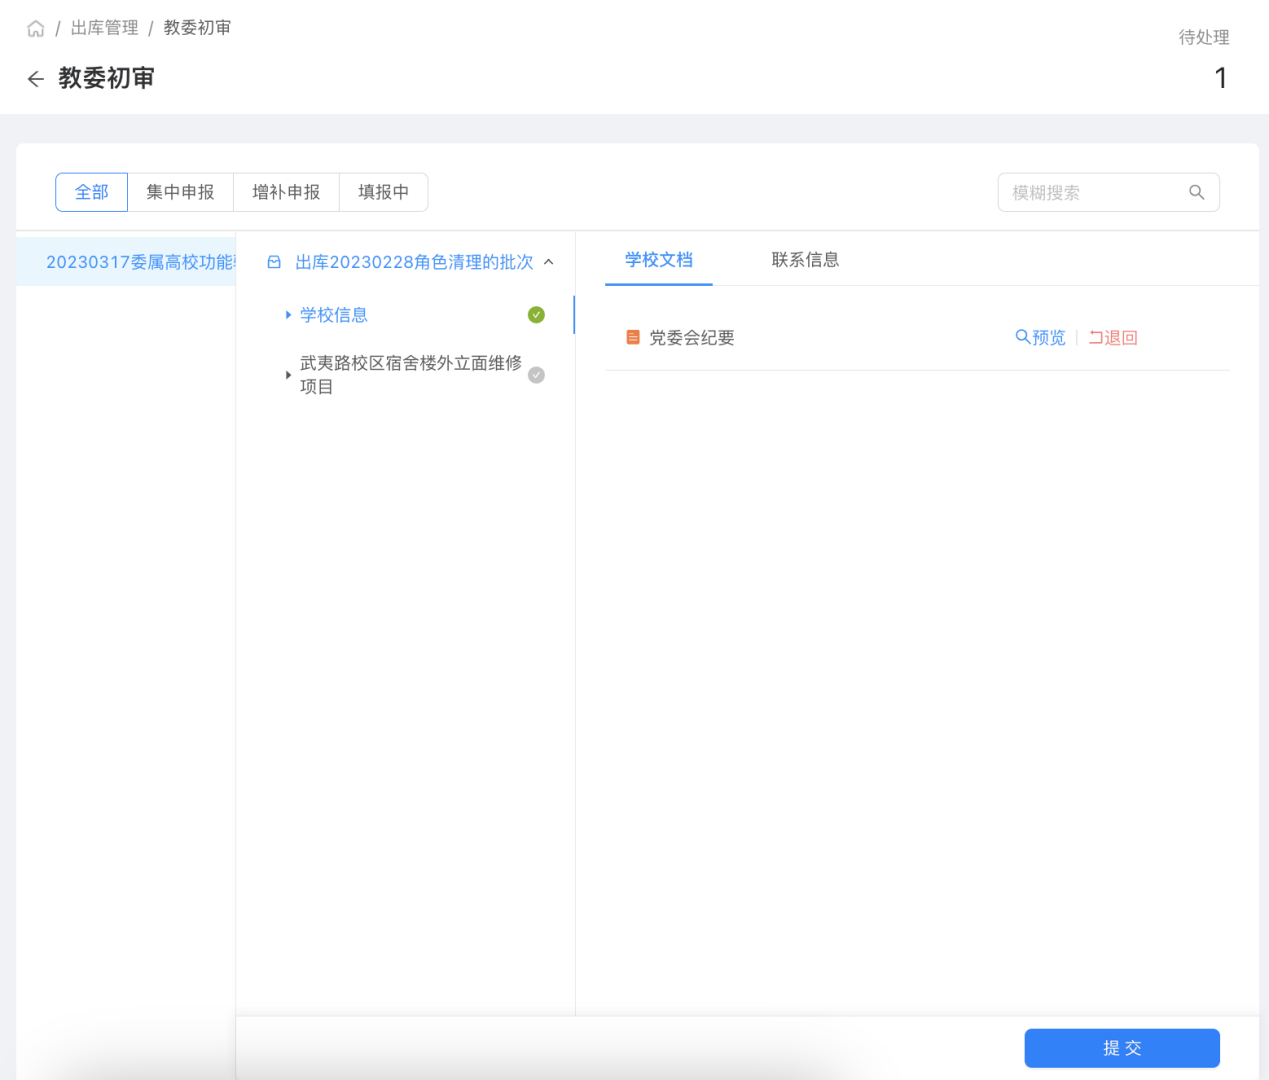 / 出库管理 / 教委初审
待处理
← 教委初审
1
全部 集中申报 增补申报 填报中
模糊搜索
20230317委属高校功能
出库20230228角色清理的批次
学校信息
武夷路校区宿舍楼外立面维修
项目
学校文档 联系信息
党委会纪要
预览 | 退回
提 交